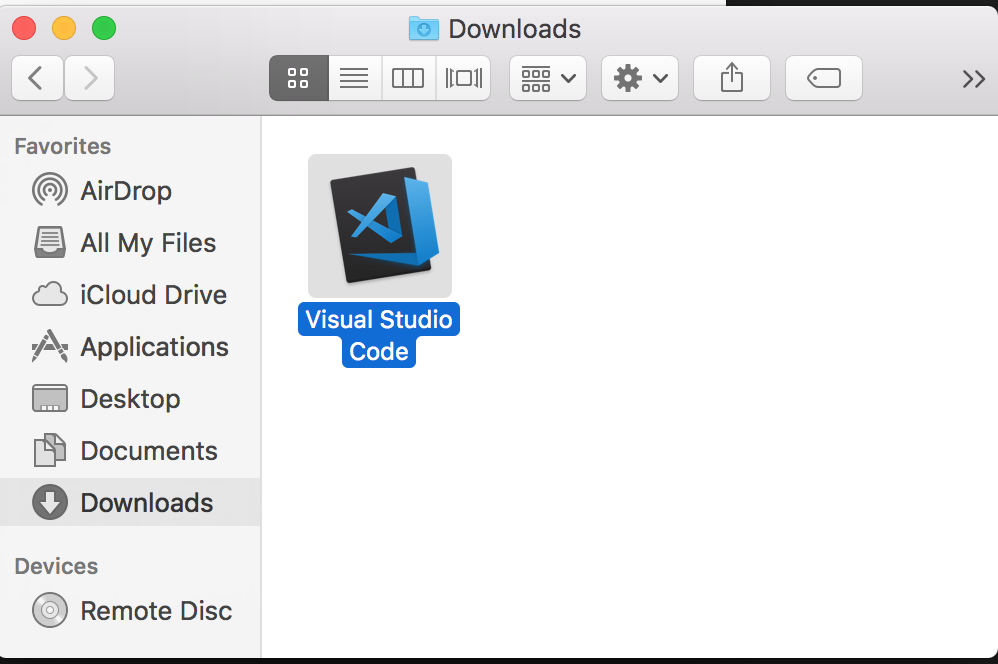 Downloads
Favorites
AirDrop
All My Files
iCloud Drive
Applications
Desktop
Documents
Downloads
Devices
Remote Disc
Visual Studio
Code